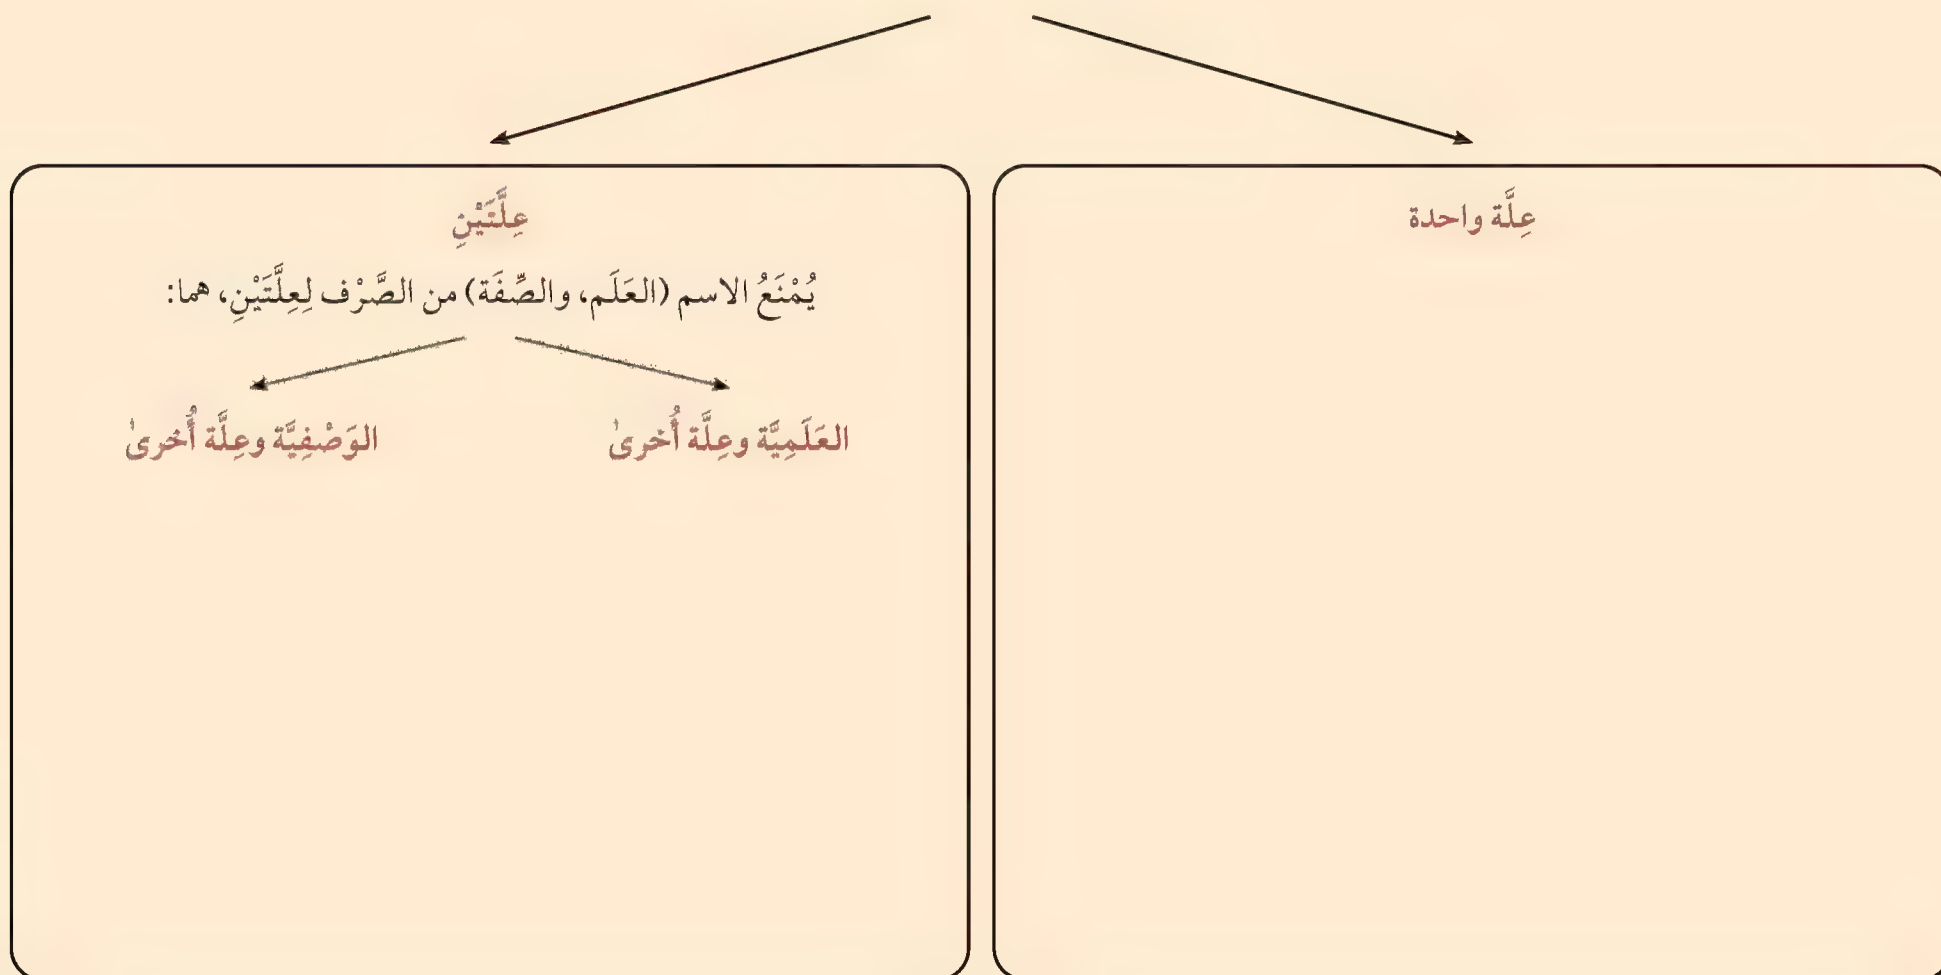 عِلَّة واحدة
عِلَّتَيْنِ
يُمْنَعُ الاسم (العَلَم، والصِّفَة) من الصَّرْف لِعِلَّتَيْنِ، هما:
العَلَمِيَّة وعِلَّة أُخرىٰ
الوَصْفِيَّة وعِلَّة أُخرىٰ